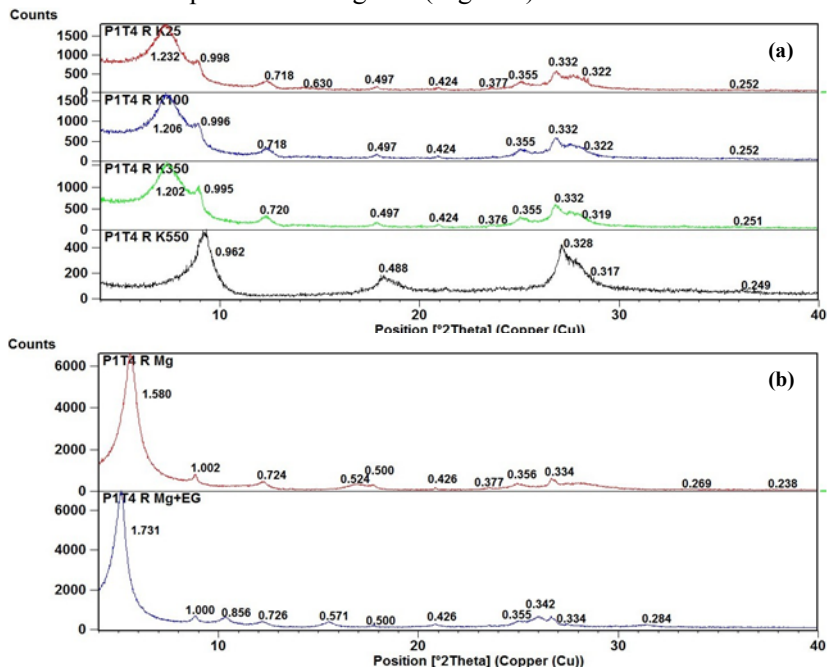 Counts
P1T4 R K25
(a)
1500
1000
500
0
1.232 0.998 0.718 0.630 0.497 0.424 0.377 0.355 0.332 0.322 0.252
P1T4 R K100
1500
1000
500
0
1.206 0.996 0.718 0.497 0.424 0.355 0.332 0.322 0.252
P1T4 R K350
1000
500
0
1.202 0.995 0.720 0.497 0.424 0.376 0.355 0.332 0.319 0.251
P1T4 R K550
400
200
0
0.962 0.488 0.328 0.317 0.249
10 20 30 40
Position [°2Theta] (Copper (Cu))
Counts
P1T4 R Mg
(b)
6000
4000
2000
0
1.580 1.002 0.724 0.524 0.500 0.426 0.377 0.356 0.334 0.269 0.238
P1T4 R Mg+EG
6000
4000
2000
0
1.731 1.000 0.856 0.726 0.571 0.500 0.426 0.355 0.342 0.334 0.284
10 20 30 40
Position [°2Theta] (Copper (Cu))